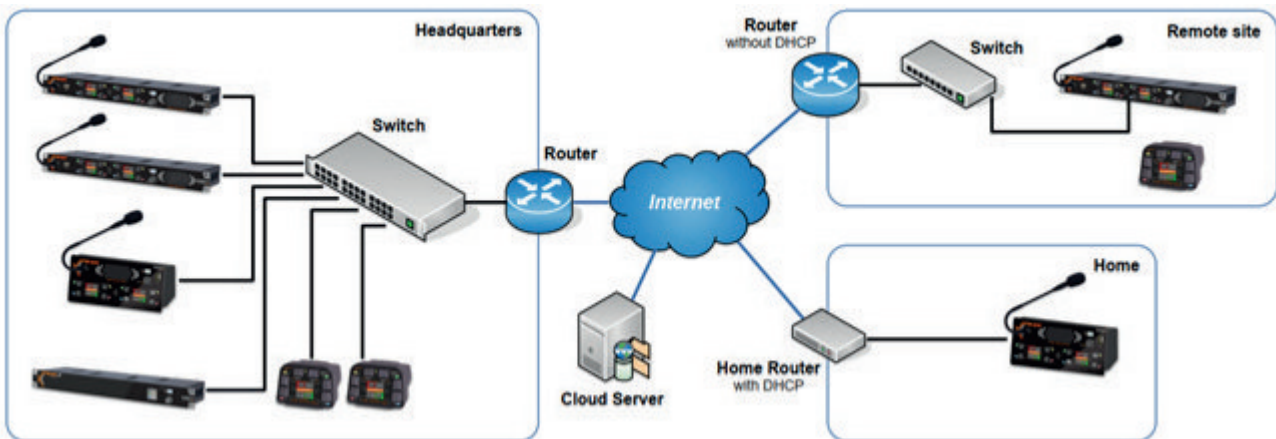 Headquarters
Switch
Router
Internet
Cloud Server
Router
without DHCP
Switch
Remote site
Home
Home Router
with DHCP